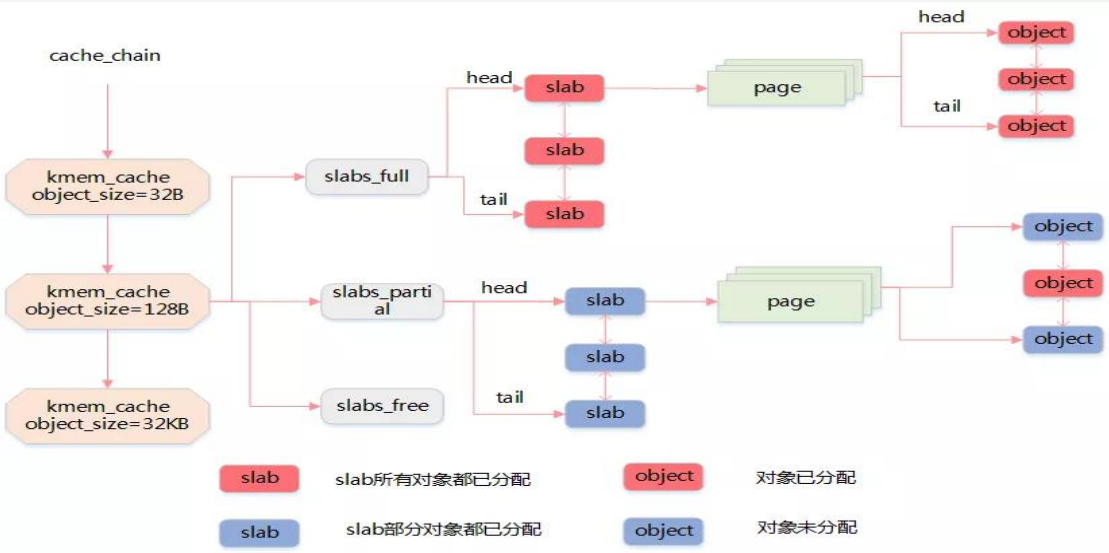 cache_chain
kmem_cache
object_size=32B
kmem_cache
object_size=128B
kmem_cache
object_size=32KB
slabs_full
slabs_parti
al
slabs_free
head
slab
slab
tail
slab
page
head
object
object
tail
object
head
slab
slab
tail
slab
page
object
object
object
slab
slab所有对象都已分配
object
对象已分配
slab
slab部分对象都已分配
object
对象未分配